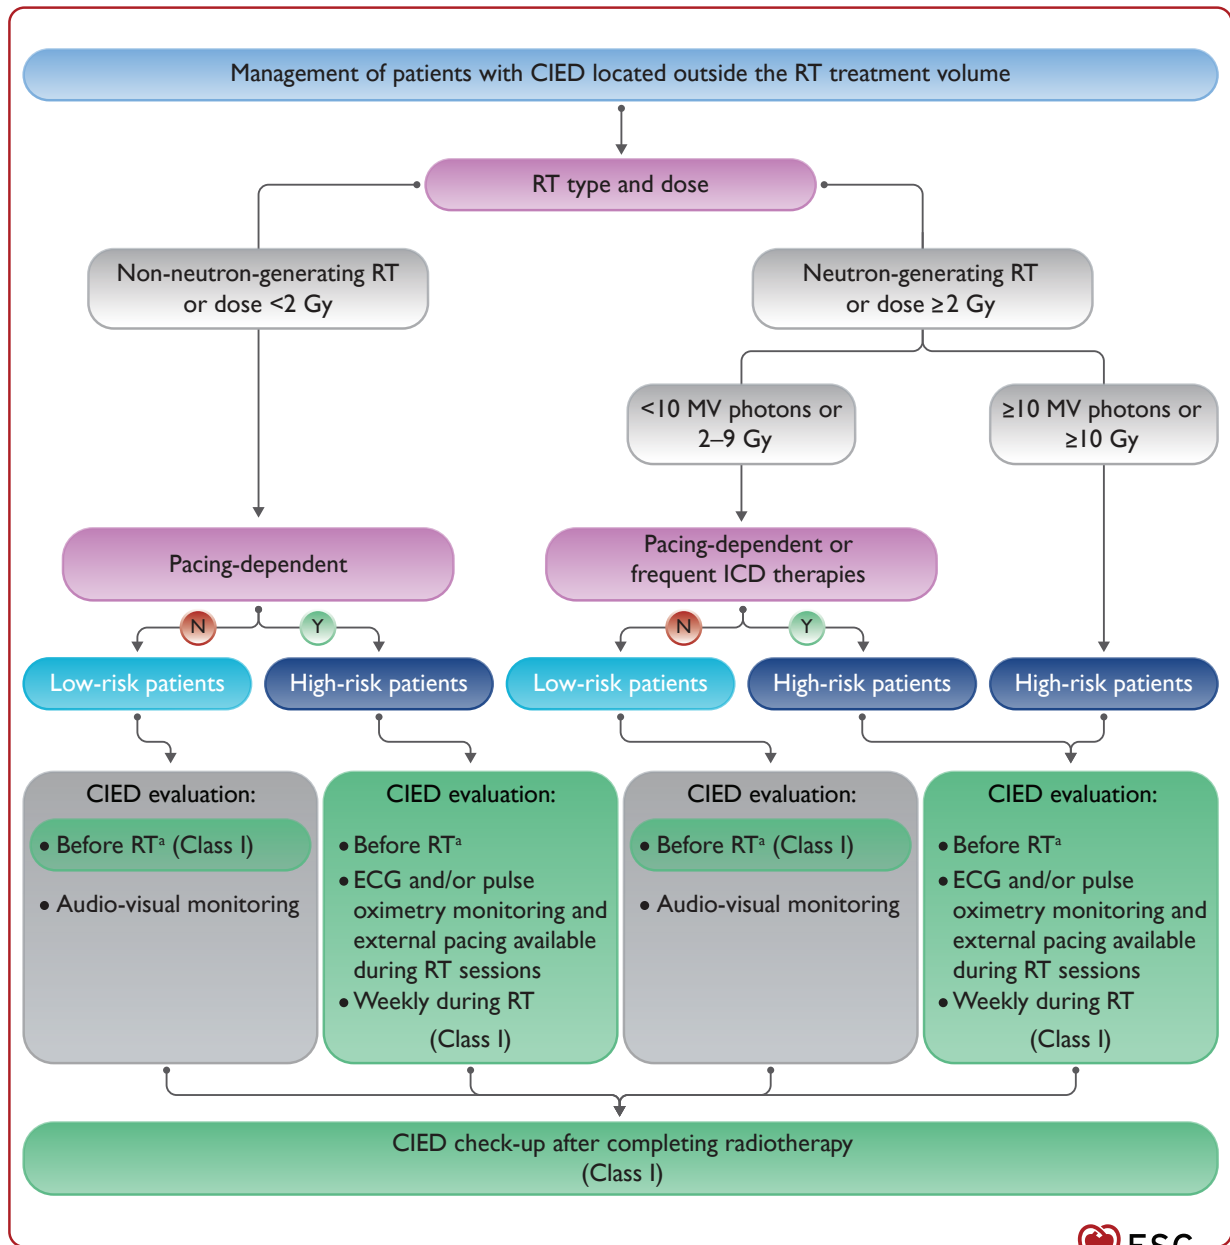 Management of patients with CIED located outside the RT treatment volume
RT type and dose
Non-neutron-generating RT
or dose <2 Gy
Neutron-generating RT
or dose ≥2 Gy
<10 MV photons or
2–9 Gy
≥10 MV photons or
≥10 Gy
Pacing-dependent
Pacing-dependent or
frequent ICD therapies
N
Y
N
Y
Low-risk patients
High-risk patients
Low-risk patients
High-risk patients
High-risk patients
CIED evaluation:
• Before RTᵃ (Class I)
• Audio-visual monitoring
CIED evaluation:
• Before RTᵃ
• ECG and/or pulse
oximetry monitoring and
external pacing available
during RT sessions
• Weekly during RT
(Class I)
CIED evaluation:
• Before RTᵃ (Class I)
• Audio-visual monitoring
CIED evaluation:
• Before RTᵃ
• ECG and/or pulse
oximetry monitoring and
external pacing available
during RT sessions
• Weekly during RT
(Class I)
CIED check-up after completing radiotherapy
(Class I)
ESC